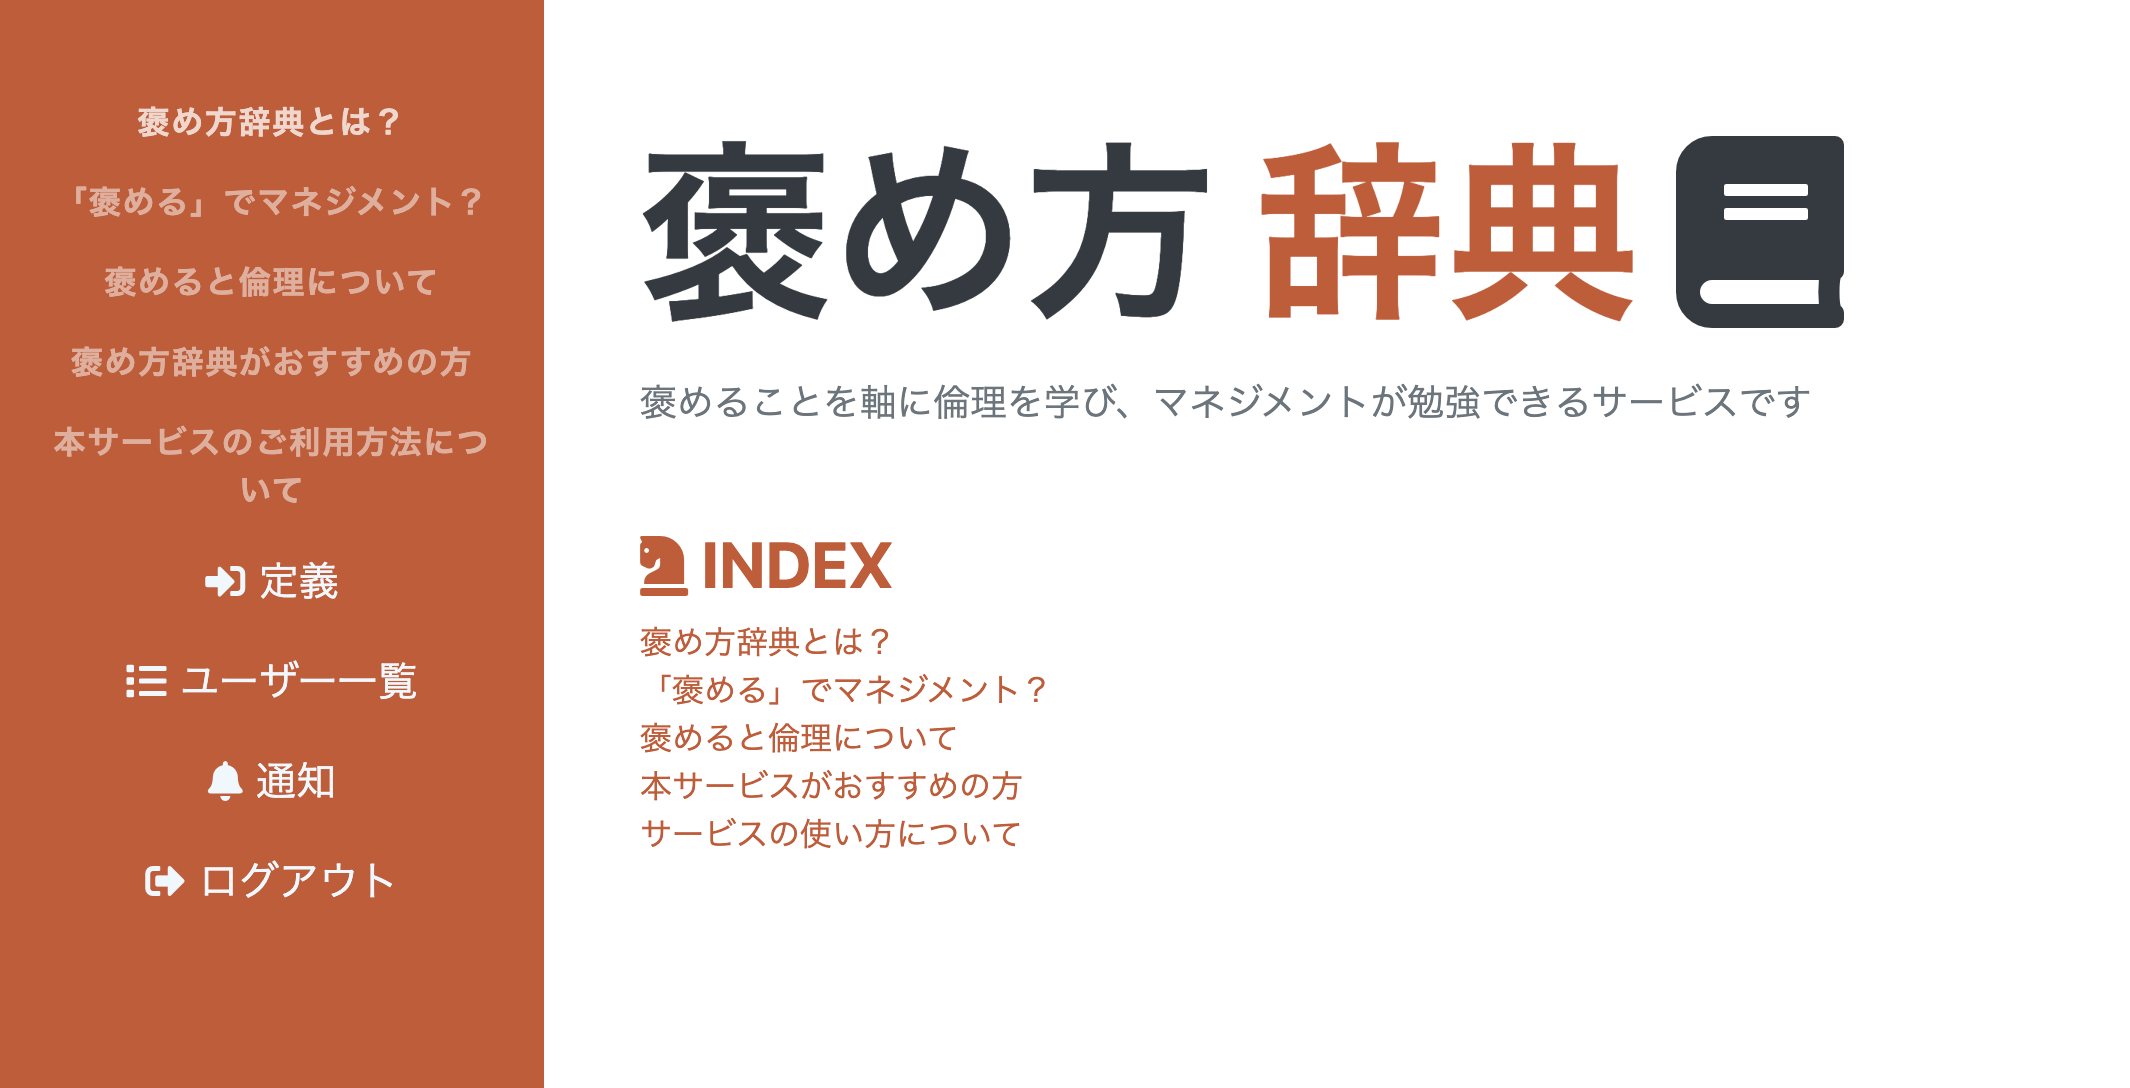 褒め方辞典とは？
「褒める」でマネジメント？
褒めると倫理について
褒め方辞典がおすすめの方
本サービスのご利用方法につ
いて
定義
ユーザー一覧
通知
ログアウト
褒め方 辞典
褒めることを軸に倫理を学び、マネジメントが勉強できるサービスです
INDEX
褒め方辞典とは？
「褒める」でマネジメント？
褒めると倫理について
本サービスがおすすめの方
サービスの使い方について